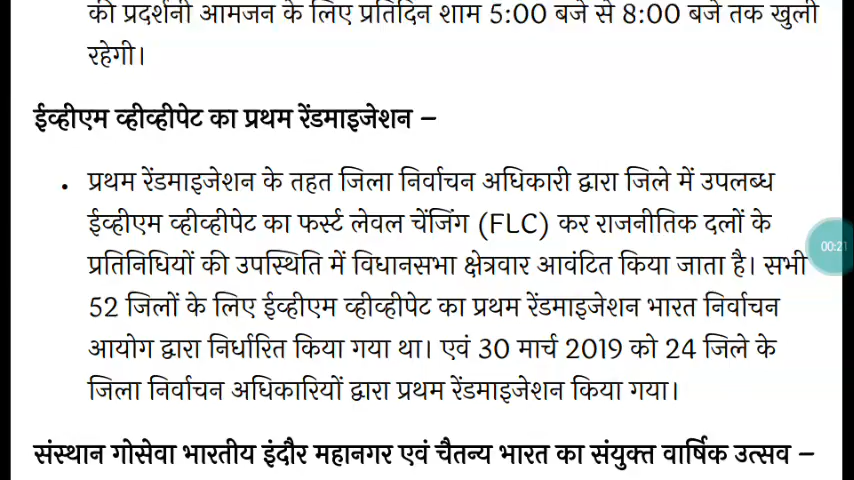 की प्रदर्शनी आमजन के लिए प्रतिदिन शाम 5:00 बजे से 8:00 बजे तक खुली
रहेगी।
ईव्हीएम व्हीव्हीपेट का प्रथम रेंडमाइजेशन –
• प्रथम रेंडमाइजेशन के तहत जिला निर्वाचन अधिकारी द्वारा जिले में उपलब्ध
ईव्हीएम व्हीव्हीपेट का फर्स्ट लेवल चेंजिंग (FLC) कर राजनीतिक दलों के
प्रतिनिधियों की उपस्थिति में विधानसभा क्षेत्रवार आवंटित किया जाता है। सभी
00:21
52 जिलों के लिए ईव्हीएम व्हीव्हीपेट का प्रथम रेंडमाइजेशन भारत निर्वाचन
आयोग द्वारा निर्धारित किया गया था। एवं 30 मार्च 2019 को 24 जिले के
जिला निर्वाचन अधिकारियों द्वारा प्रथम रेंडमाइजेशन किया गया।
संस्थान गोसेवा भारतीय इंदौर महानगर एवं चैतन्य भारत का संयुक्त वार्षिक उत्सव –